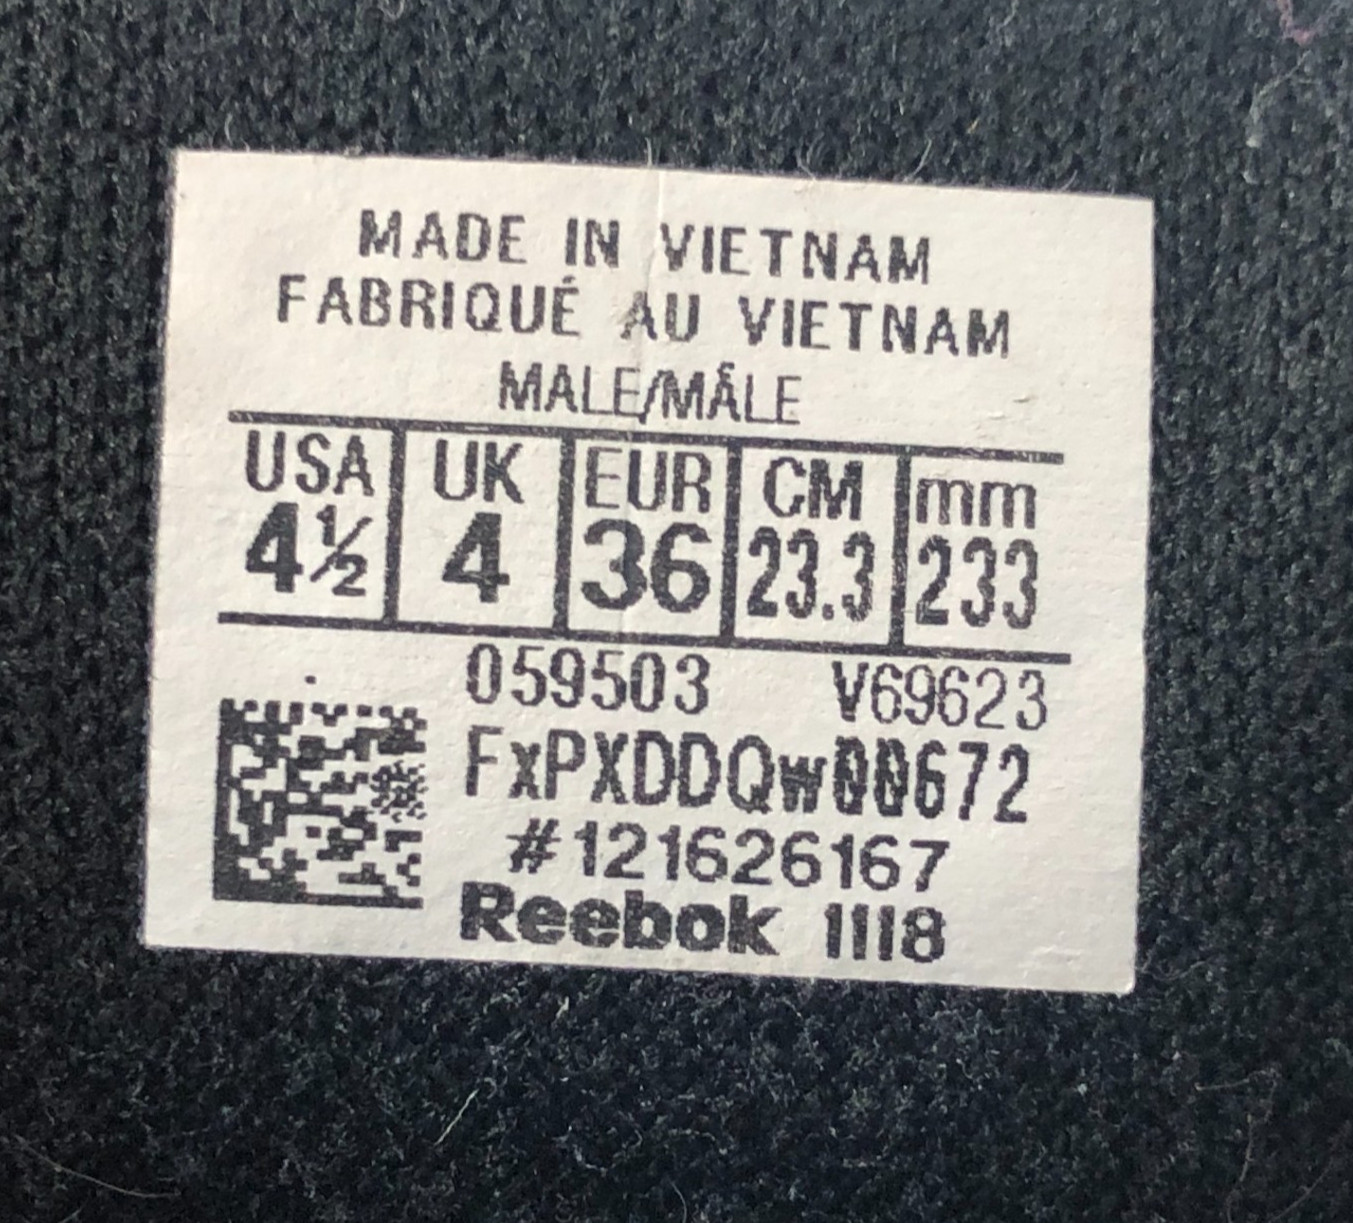 MADE IN VIETNAM
FABRIQUÉ AU VIETNAM
MALE/MÂLE
USA UK EUR CM mm
4½ 4 36 23.3 233
059503 V69623
FxPXDDQw00672
#121626167
Reebok 1118